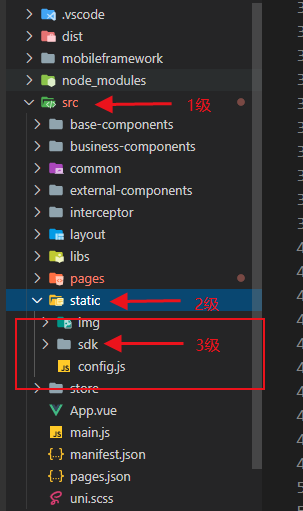 .vscode
dist
mobileframework
node_modules
src 1级
base-components
business-components
common
external-components
interceptor
layout
libs
pages
static 2级
img
sdk 3级
JS config.js
store
App.vue
JS main.js
{..} manifest.json
{..} pages.json
uni.scss